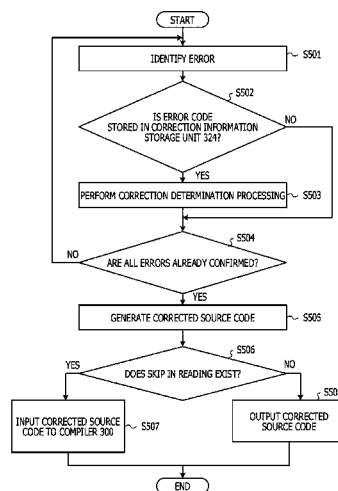 START
IDENTIFY ERROR
S501
S502
IS ERROR CODE
STORED IN CORRECTION INFORMATION
STORAGE UNIT 324?
NO
YES
PERFORM CORRECTION DETERMINATION PROCESSING
S503
S504
NO
ARE ALL ERRORS ALREADY CONFIRMED?
YES
GENERATE CORRECTED SOURCE CODE
S505
S506
YES
DOES SKIP IN READING EXIST?
NO
S50
INPUT CORRECTED SOURCE
CODE TO COMPILER 300
S507
OUTPUT CORRECTED
SOURCE CODE
END